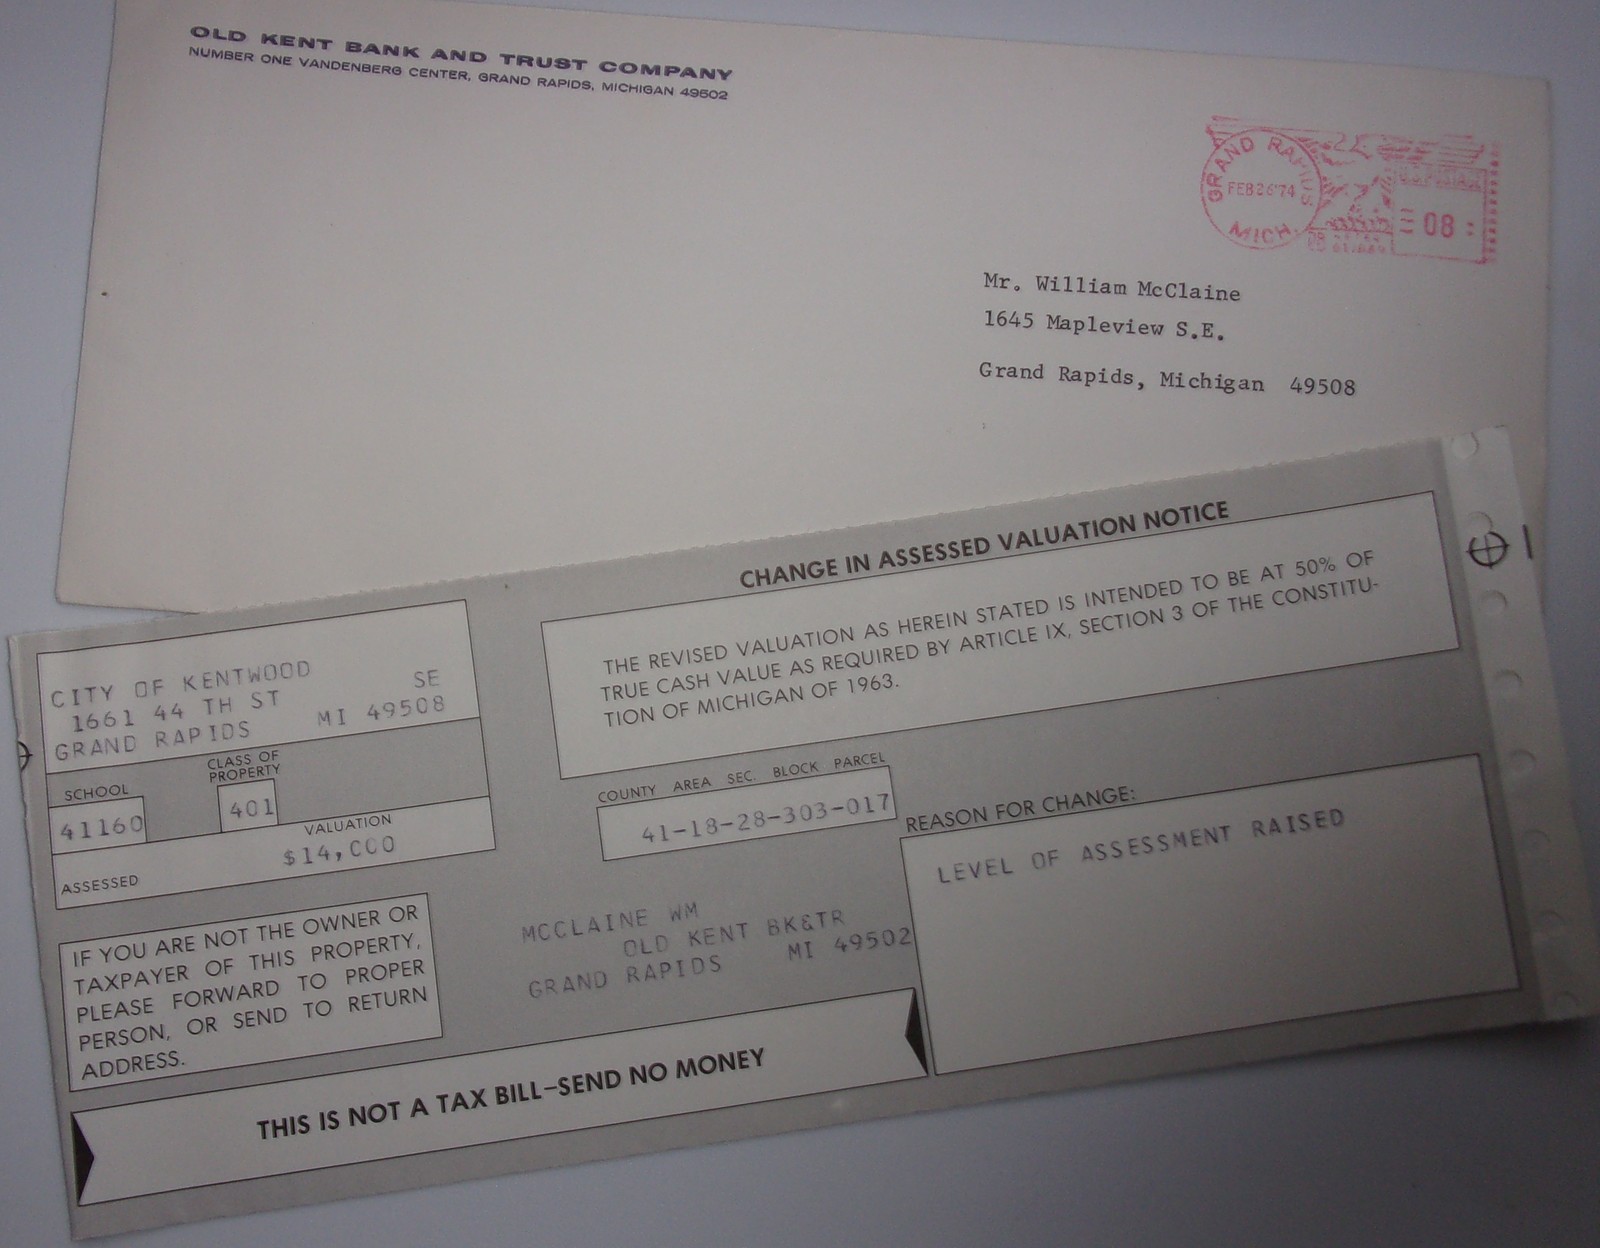 OLD KENT BANK AND TRUST COMPANY
NUMBER ONE VANDENBERG CENTER, GRAND RAPIDS, MICHIGAN 49502
GRAND RAPIDS
FEB 26 '74
MICH.
U.S. POSTAGE
08
Mr. William McClaine
1645 Mapleview S.E.
Grand Rapids, Michigan 49508
CHANGE IN ASSESSED VALUATION NOTICE
THE REVISED VALUATION AS HEREIN STATED IS INTENDED TO BE AT 50% OF
TRUE CASH VALUE AS REQUIRED BY ARTICLE IX, SECTION 3 OF THE CONSTITU-
TION OF MICHIGAN OF 1963.
CITY OF KENTWOOD
1661 44 TH ST SE
GRAND RAPIDS MI 49508
SCHOOL
CLASS OF
PROPERTY
41160
401
VALUATION
ASSESSED
$14,000
COUNTY AREA SEC. BLOCK PARCEL
41-18-28-303-017
REASON FOR CHANGE:
LEVEL OF ASSESSMENT RAISED
IF YOU ARE NOT THE OWNER OR
TAXPAYER OF THIS PROPERTY,
PLEASE FORWARD TO PROPER
PERSON, OR SEND TO RETURN
ADDRESS.
MCCLAINE WM
OLD KENT BK&TR
GRAND RAPIDS MI 49502
THIS IS NOT A TAX BILL–SEND NO MONEY